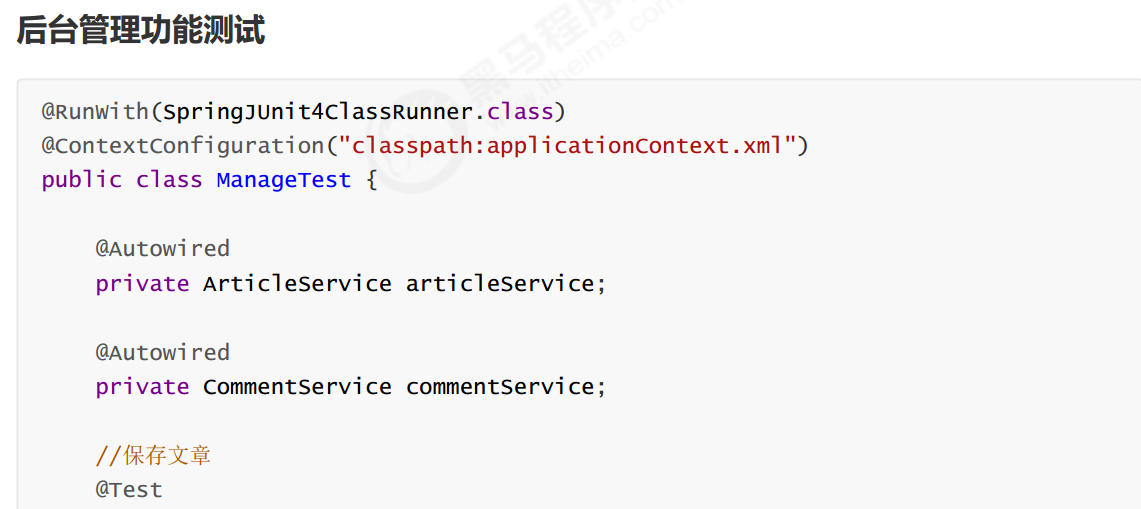 后台管理功能测试
黑马程序
www.itheima.com
@RunWith(SpringJUnit4ClassRunner.class)
@ContextConfiguration("classpath:applicationContext.xml")
public class ManageTest {
@Autowired
private ArticleService articleService;
@Autowired
private CommentService commentService;
//保存文章
@Test